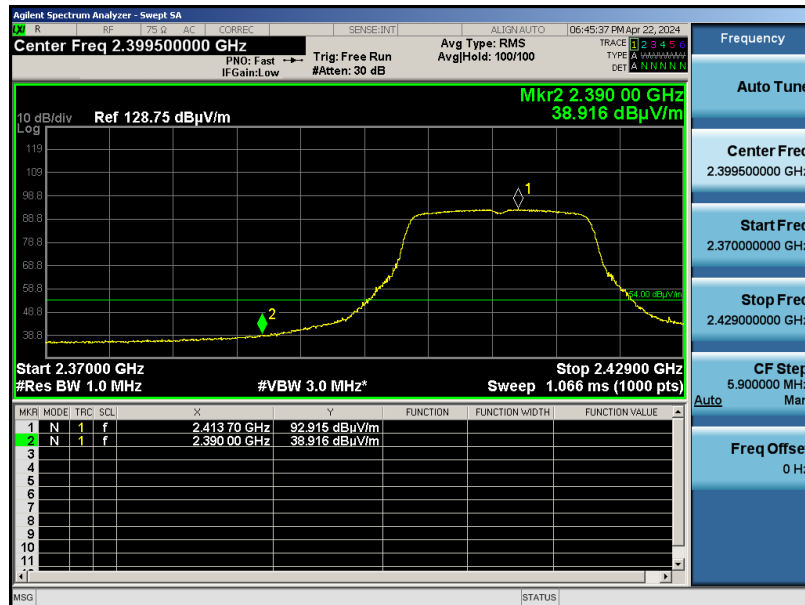 Agilent Spectrum Analyzer - Swept SA
LXI R RF 75 Ω AC CORREC SENSE:INT ALIGN AUTO 06:45:37 PM Apr 22, 2024
Center Freq 2.399500000 GHz
PNO: Fast
IFGain:Low
Trig: Free Run
#Atten: 30 dB
Avg Type: RMS
Avg|Hold: 100/100
TRACE 1 2 3 4 5 6
TYPE A WWWWW
DET A N N N N N
Mkr2 2.390 00 GHz
38.916 dBµV/m
10 dB/div Ref 128.75 dBµV/m
Log
119
109
98.8
88.8
78.8
68.8
58.8
48.8
38.8
1
2
54.00 dBµV/m
Start 2.37000 GHz Stop 2.42900 GHz
#Res BW 1.0 MHz #VBW 3.0 MHz* Sweep 1.066 ms (1000 pts)
MKR MODE TRC SCL X Y FUNCTION FUNCTION WIDTH FUNCTION VALUE
1 N 1 f 2.413 70 GHz 92.915 dBµV/m
2 N 1 f 2.390 00 GHz 38.916 dBµV/m
3
4
5
6
7
8
9
10
11
MSG STATUS
Frequency
Auto Tune
Center Freq
2.399500000 GHz
Start Freq
2.370000000 GHz
Stop Freq
2.429000000 GHz
CF Step
5.900000 MHz
Auto Man
Freq Offset
0 Hz